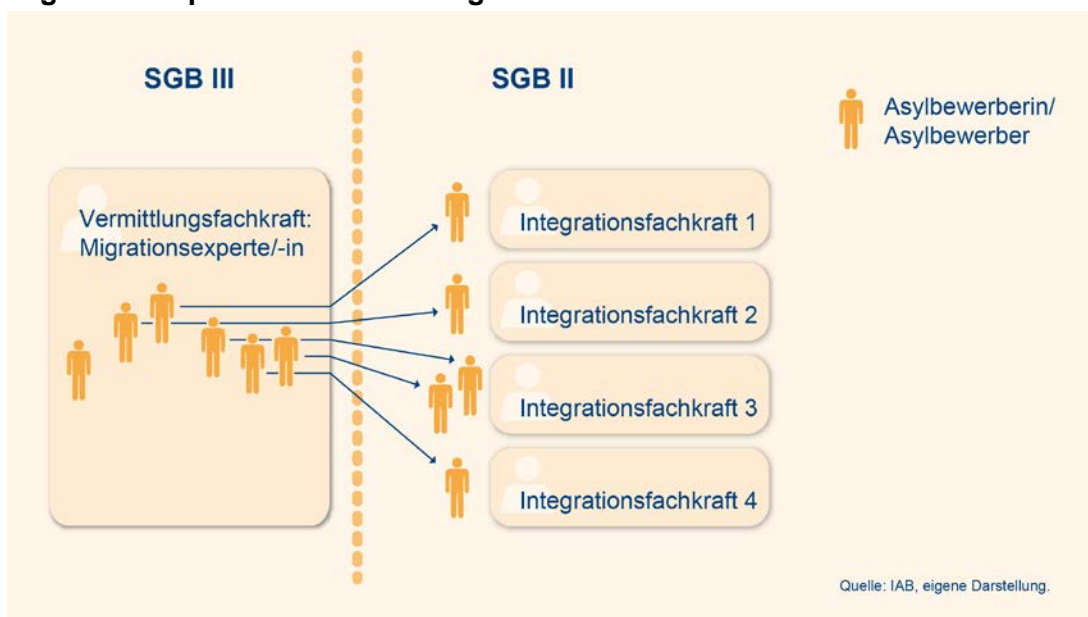 SGB III
SGB II
Asylbewerberin/
Asylbewerber
Vermittlungsfachkraft:
Migrationsexperte/-in
Integrationsfachkraft 1
Integrationsfachkraft 2
Integrationsfachkraft 3
Integrationsfachkraft 4
Quelle: IAB, eigene Darstellung.